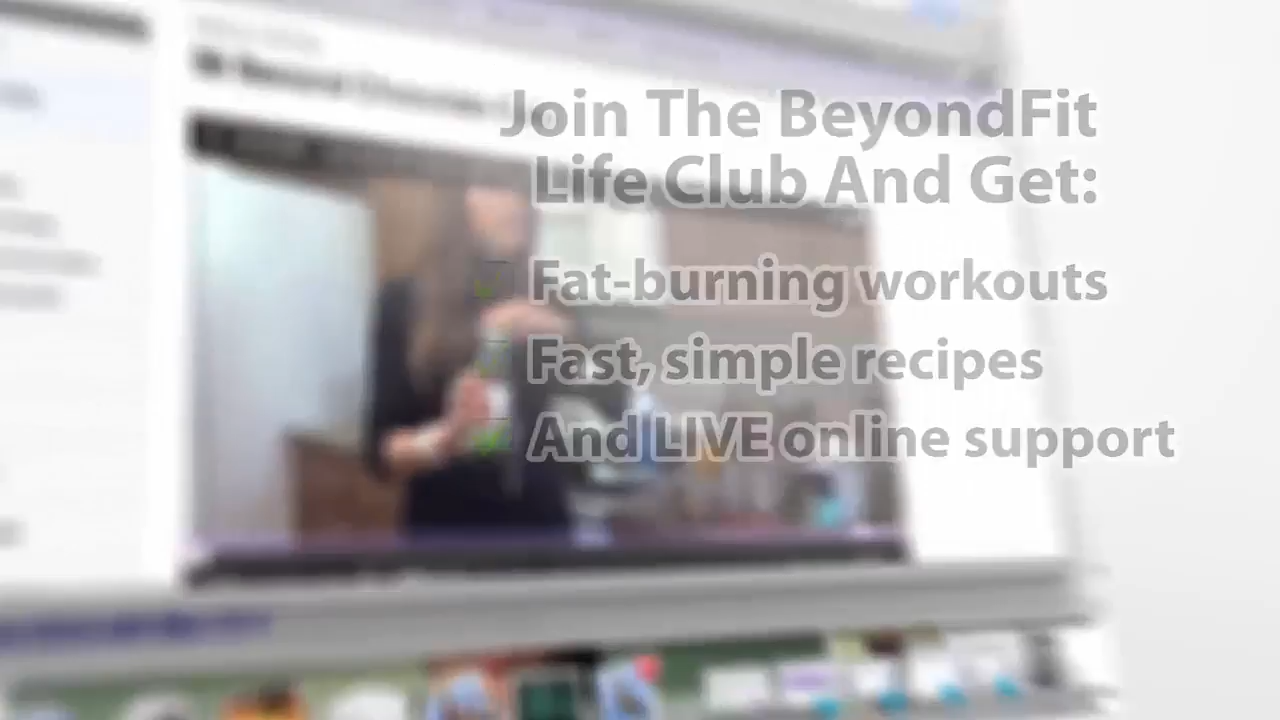 Join The BeyondFit
Life Club And Get:
Fat-burning workouts
Fast, simple recipes
And LIVE online support